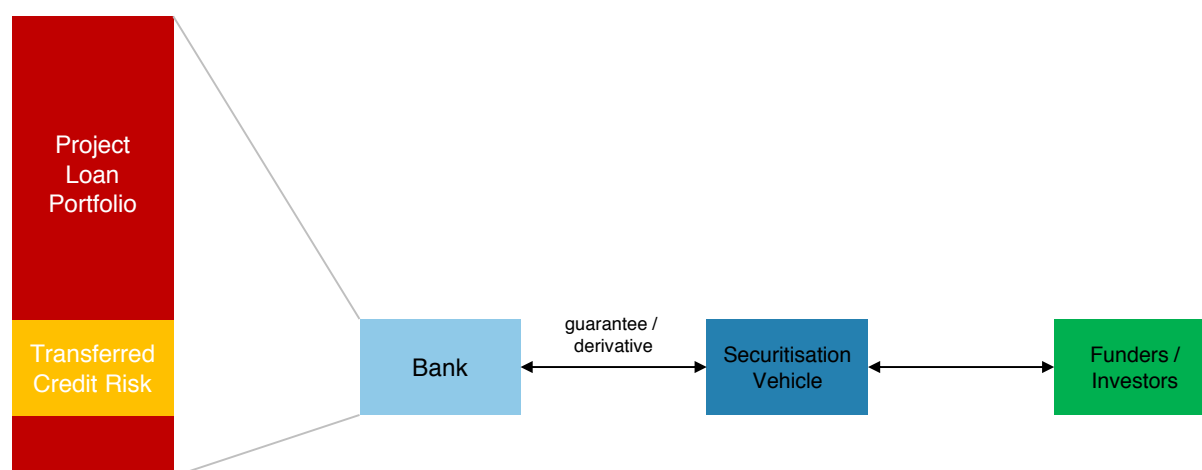 Project
Loan
Portfolio
Transferred
Credit Risk
Bank
guarantee /
derivative
Securitisation
Vehicle
Funders /
Investors